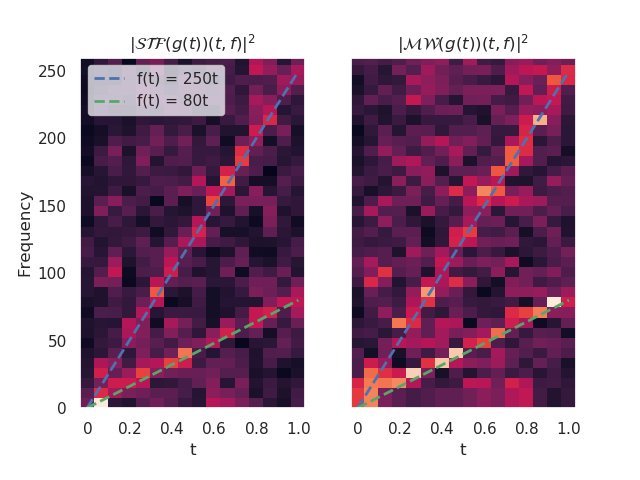 |𝒮𝒯ℱ(g(t))(t, f)|²
|ℳ𝒲(g(t))(t, f)|²
f(t) = 250t
f(t) = 80t
Frequency
250
200
150
100
50
0
0 0.2 0.4 0.6 0.8 1.0
0 0.2 0.4 0.6 0.8 1.0
t
t